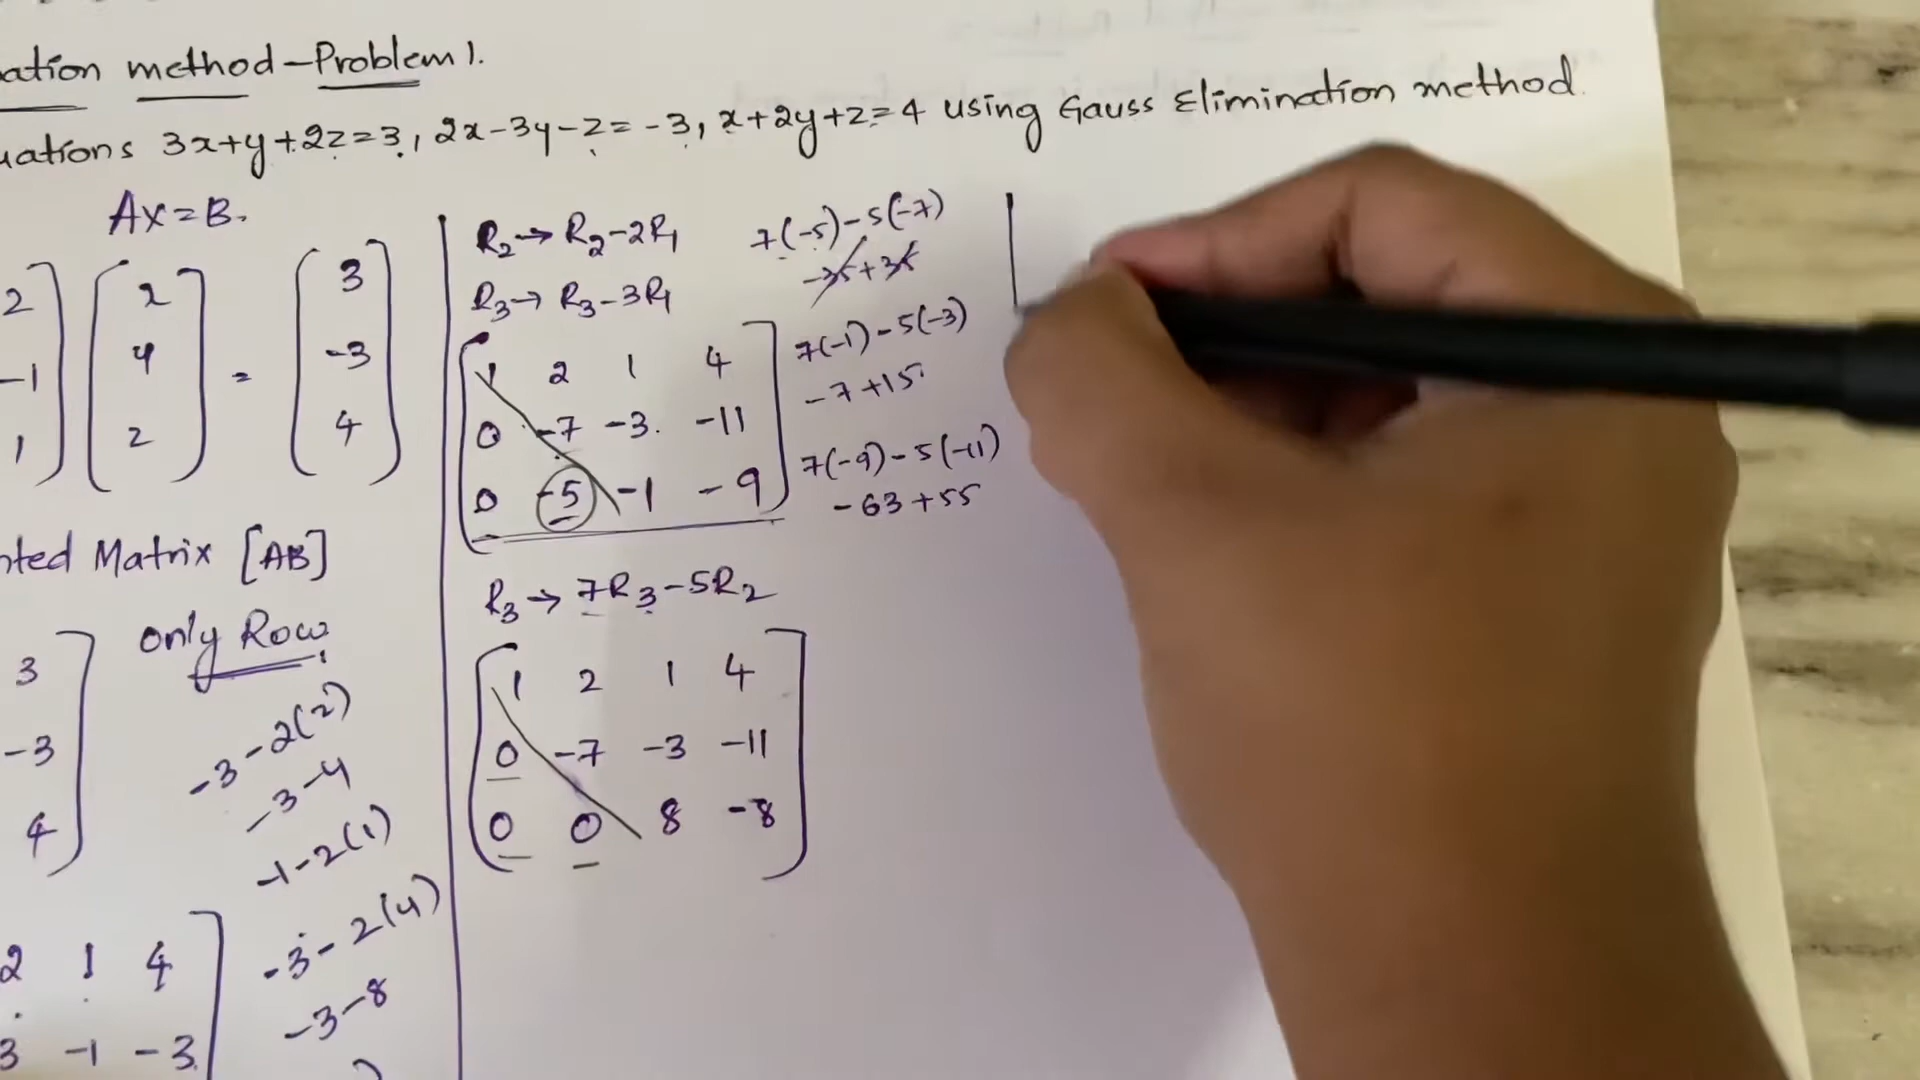 ation method-Problem 1.
uations 3x+y+2z=3, 2x-3y-z=-3, x+2y+z=4 using Gauss Elimination method.
AX=B.
2
-1
1
x
y
z
=
3
-3
4
nted Matrix [AB]
only Row
3
-3
4
-3-2(2)
-3-4
-1-2(1)
-3-2(4)
-3-8
2 1 4
3 -1 -3
R2→R2-2R1
R3→R3-3R1
1 2 1 4
0 -7 -3 -11
0 -5 -1 -9
7(-5)-5(-7)
-35+35
7(-1)-5(-3)
-7+15
7(-9)-5(-11)
-63+55
R3→7R3-5R2
1 2 1 4
0 -7 -3 -11
0 0 8 -8